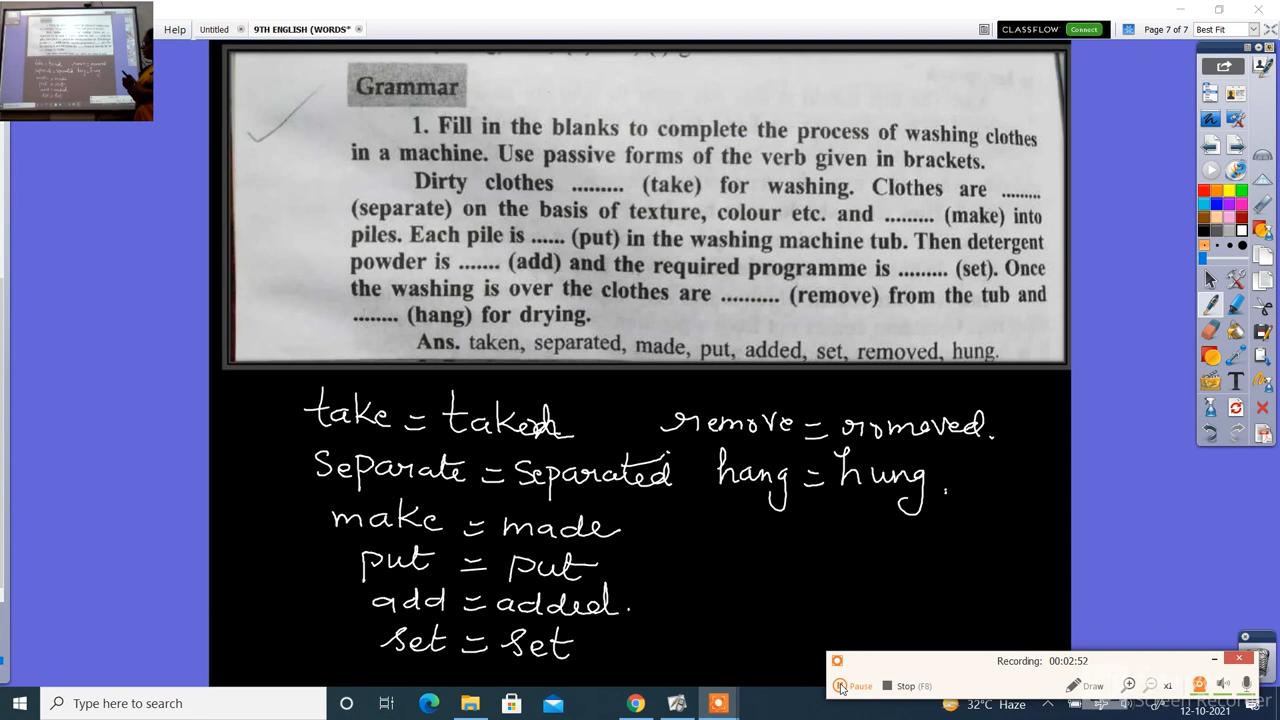 Help
Untitled
9TH ENGLISH (WORDS*
CLASSFLOW Connect
Page 7 of 7
Best Fit
Grammar
1. Fill in the blanks to complete the process of washing clothes
in a machine. Use passive forms of the verb given in brackets.
Dirty clothes ......... (take) for washing. Clothes are ........
(separate) on the basis of texture, colour etc. and ......... (make) into
piles. Each pile is ...... (put) in the washing machine tub. Then detergent
powder is ....... (add) and the required programme is ......... (set). Once
the washing is over the clothes are .......... (remove) from the tub and
........ (hang) for drying.
Ans. taken, separated, made, put, added, set, removed, hung.
take = taken
separate = separated
make = made
put = put
add = added.
set = set
remove = removed.
hang = hung.
Recording: 00:02:52
Pause
Stop (F8)
Draw
x1
Screen Recorder
Type here to search
32°C Haze
12-10-2021